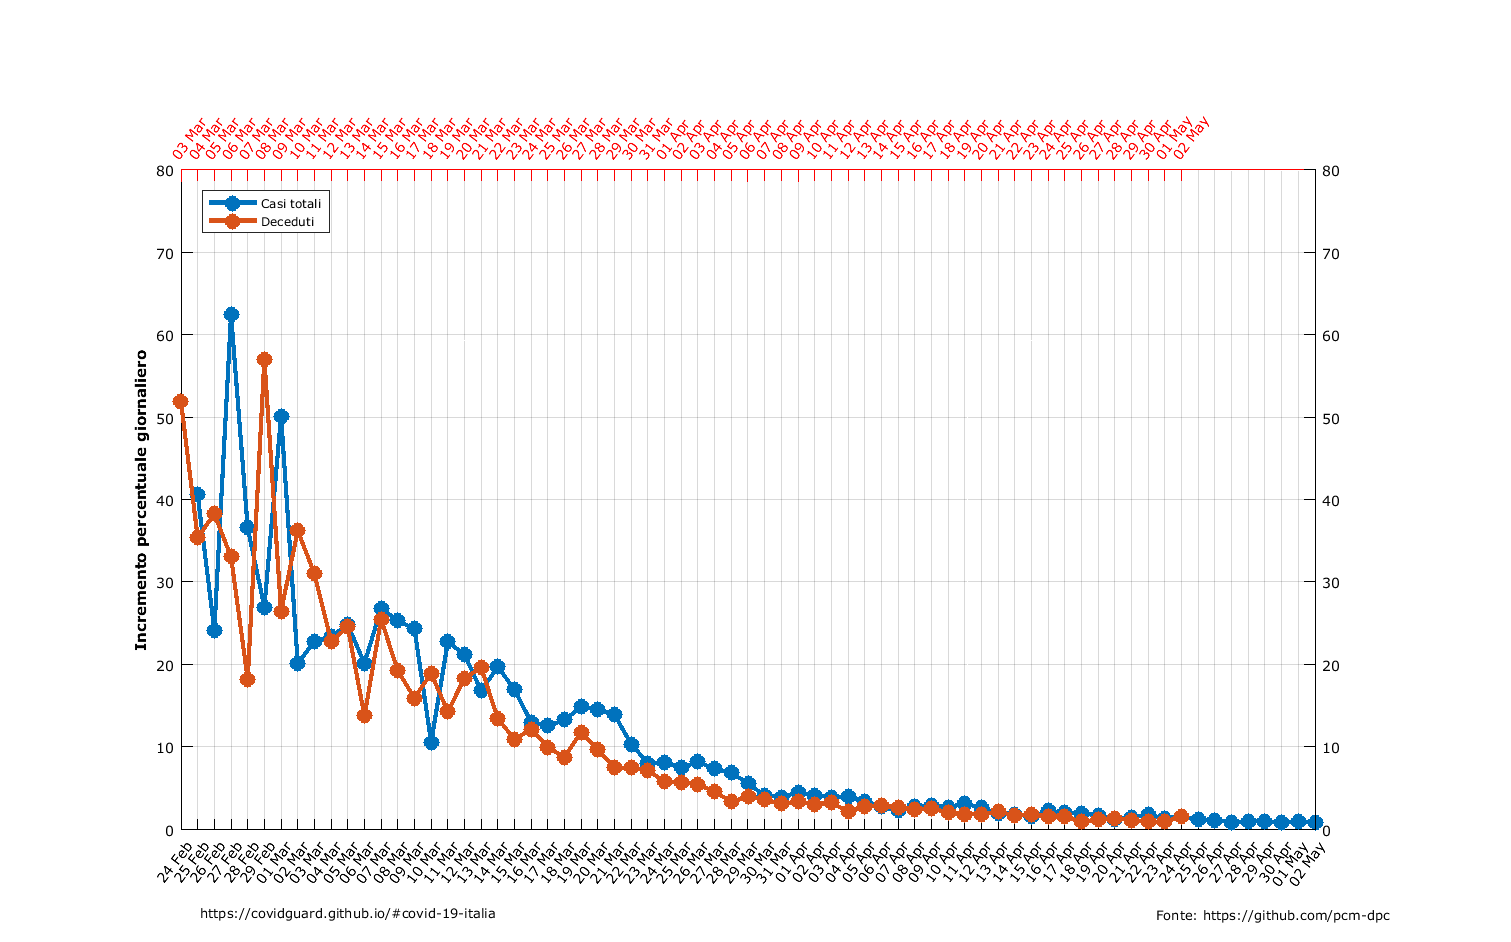 03 Mar
04 Mar
05 Mar
06 Mar
07 Mar
08 Mar
09 Mar
10 Mar
11 Mar
12 Mar
13 Mar
14 Mar
15 Mar
16 Mar
17 Mar
18 Mar
19 Mar
20 Mar
21 Mar
22 Mar
23 Mar
24 Mar
25 Mar
26 Mar
27 Mar
28 Mar
29 Mar
30 Mar
31 Mar
01 Apr
02 Apr
03 Apr
04 Apr
05 Apr
06 Apr
07 Apr
08 Apr
09 Apr
10 Apr
11 Apr
12 Apr
13 Apr
14 Apr
15 Apr
16 Apr
17 Apr
18 Apr
19 Apr
20 Apr
21 Apr
22 Apr
23 Apr
24 Apr
25 Apr
26 Apr
27 Apr
28 Apr
29 Apr
30 Apr
01 May
02 May
80
70
60
50
40
30
20
10
0
Incremento percentuale giornaliero
Casi totali
Deceduti
80
70
60
50
40
30
20
10
0
24 Feb
25 Feb
26 Feb
27 Feb
28 Feb
29 Feb
01 Mar
02 Mar
03 Mar
04 Mar
05 Mar
06 Mar
07 Mar
08 Mar
09 Mar
10 Mar
11 Mar
12 Mar
13 Mar
14 Mar
15 Mar
16 Mar
17 Mar
18 Mar
19 Mar
20 Mar
21 Mar
22 Mar
23 Mar
24 Mar
25 Mar
26 Mar
27 Mar
28 Mar
29 Mar
30 Mar
31 Mar
01 Apr
02 Apr
03 Apr
04 Apr
05 Apr
06 Apr
07 Apr
08 Apr
09 Apr
10 Apr
11 Apr
12 Apr
13 Apr
14 Apr
15 Apr
16 Apr
17 Apr
18 Apr
19 Apr
20 Apr
21 Apr
22 Apr
23 Apr
24 Apr
25 Apr
26 Apr
27 Apr
28 Apr
29 Apr
30 Apr
01 May
02 May
https://covidguard.github.io/#covid-19-italia
Fonte: https://github.com/pcm-dpc